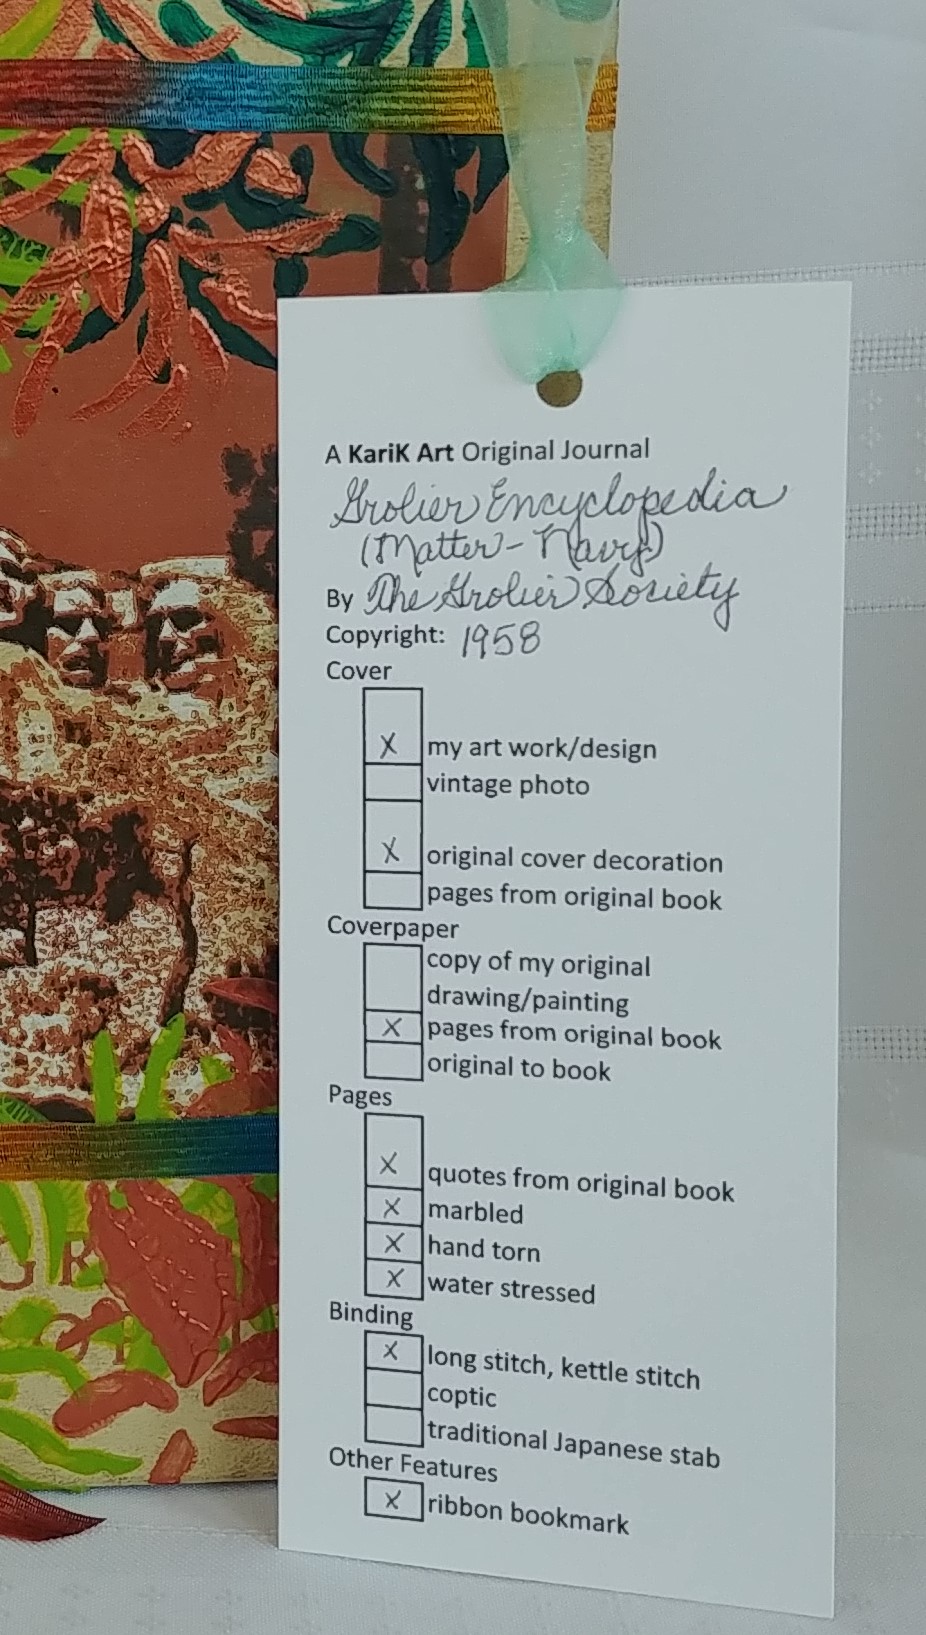 A KariK Art Original Journal
Grolier Encyclopedia
(Matter - Navy)
By The Grolier Society
Copyright: 1958
Cover
X my art work/design
vintage photo
X original cover decoration
pages from original book
Coverpaper
copy of my original
drawing/painting
X pages from original book
original to book
Pages
X quotes from original book
X marbled
X hand torn
X water stressed
Binding
X long stitch, kettle stitch
coptic
traditional Japanese stab
Other Features
X ribbon bookmark